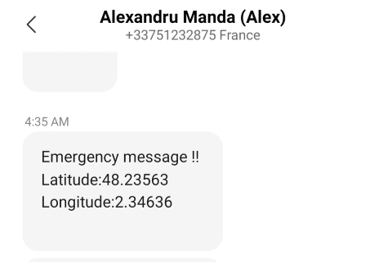 Alexandru Manda (Alex)
+33751232875 France
4:35 AM
Emergency message !!
Latitude:48.23563
Longitude:2.34636